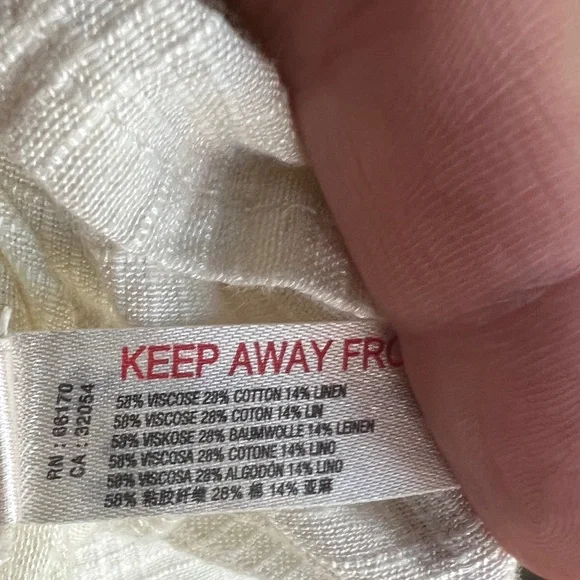 KEEP AWAY FRO
58% VISCOSE 28% COTTON 14% LINEN
58% VISCOSE 28% COTON 14% LIN
58% VISKOSE 28% BAUMWOLLE 14% LEINEN
58% VISCOSA 28% COTONE 14% LINO
58% VISCOSA 28% ALGODÓN 14% LINO
58% 粘胶纤维 28% 棉 14% 亚麻
RN : 66170
CA : 32054